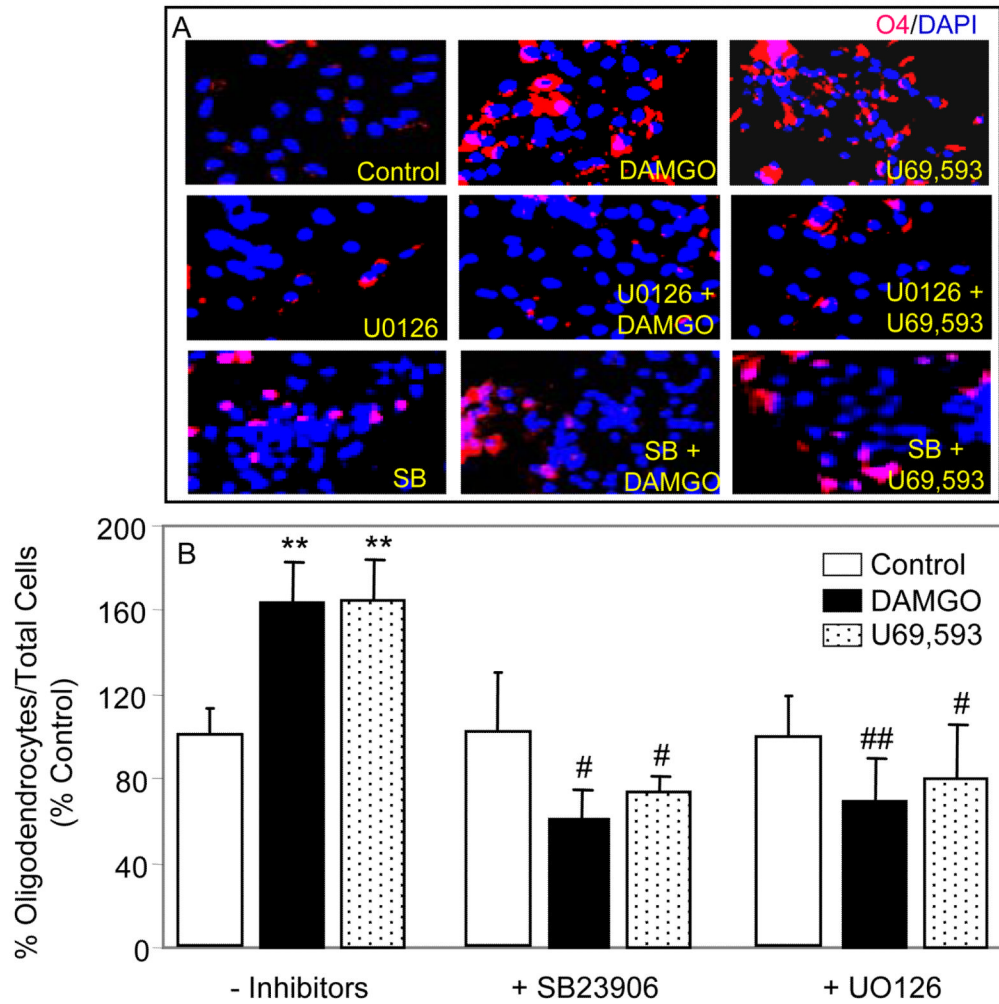 A
O4/DAPI
Control
DAMGO
U69,593
U0126
U0126 +
DAMGO
U0126 +
U69,593
SB
SB +
DAMGO
SB +
U69,593
B
% Oligodendrocytes/Total Cells
(% Control)
200
160
120
80
40
0
** **
# #
## #
Control
DAMGO
U69,593
- Inhibitors
+ SB23906
+ UO126